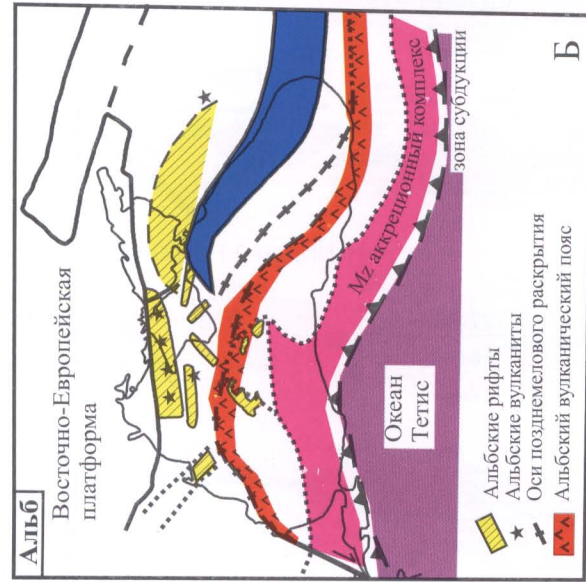 Альб
Восточно-Европейская
платформа
Mz аккреционный комплекс
зона субдукции
Океан
Тетис
Альбские рифты
Альбские вулканиты
Оси позднемелового раскрытия
Альбский вулканический пояс
Б